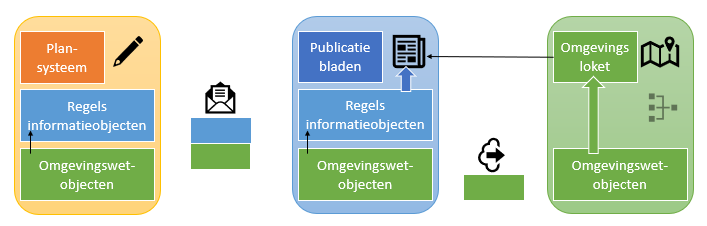 Plan-
systeem
Regels
informatieobjecten
Omgevingswet-
objecten
Publicatie
bladen
Regels
informatieobjecten
Omgevingswet-
objecten
Omgevings
loket
Omgevingswet-
objecten